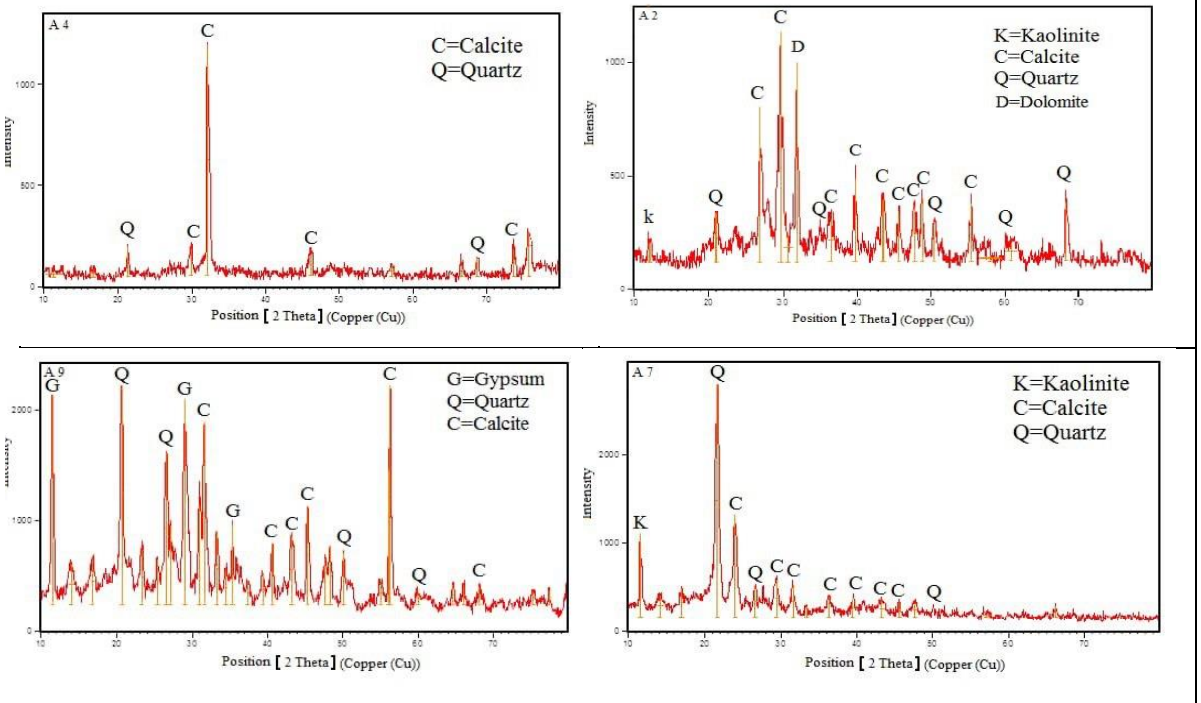 A 4
C
C=Calcite
Q=Quartz
Q
C
C
Q
C
1000
500
0
Intensity
10 20 30 40 50 60 70
Position [ 2 Theta] (Copper (Cu))
A 2
C
D
C
K=Kaolinite
C=Calcite
Q=Quartz
D=Dolomite
k
Q
Q
C
C
C
C
C
C
Q
C
Q
Q
1000
500
0
Intensity
10 20 30 40 50 60 70
Position [ 2 Theta] (Copper (Cu))
A 9
G
Q
Q
G
C
G
C
C
C
Q
C
Q
C
G=Gypsum
Q=Quartz
C=Calcite
2000
1000
0
Intensity
10 20 30 40 50 60 70
Position [ 2 Theta] (Copper (Cu))
A 7
K
Q
C
Q
C
C
C
C
C
C
Q
K=Kaolinite
C=Calcite
Q=Quartz
2000
1000
0
Intensity
10 20 30 40 50 60 70
Position [ 2 Theta] (Copper (Cu))